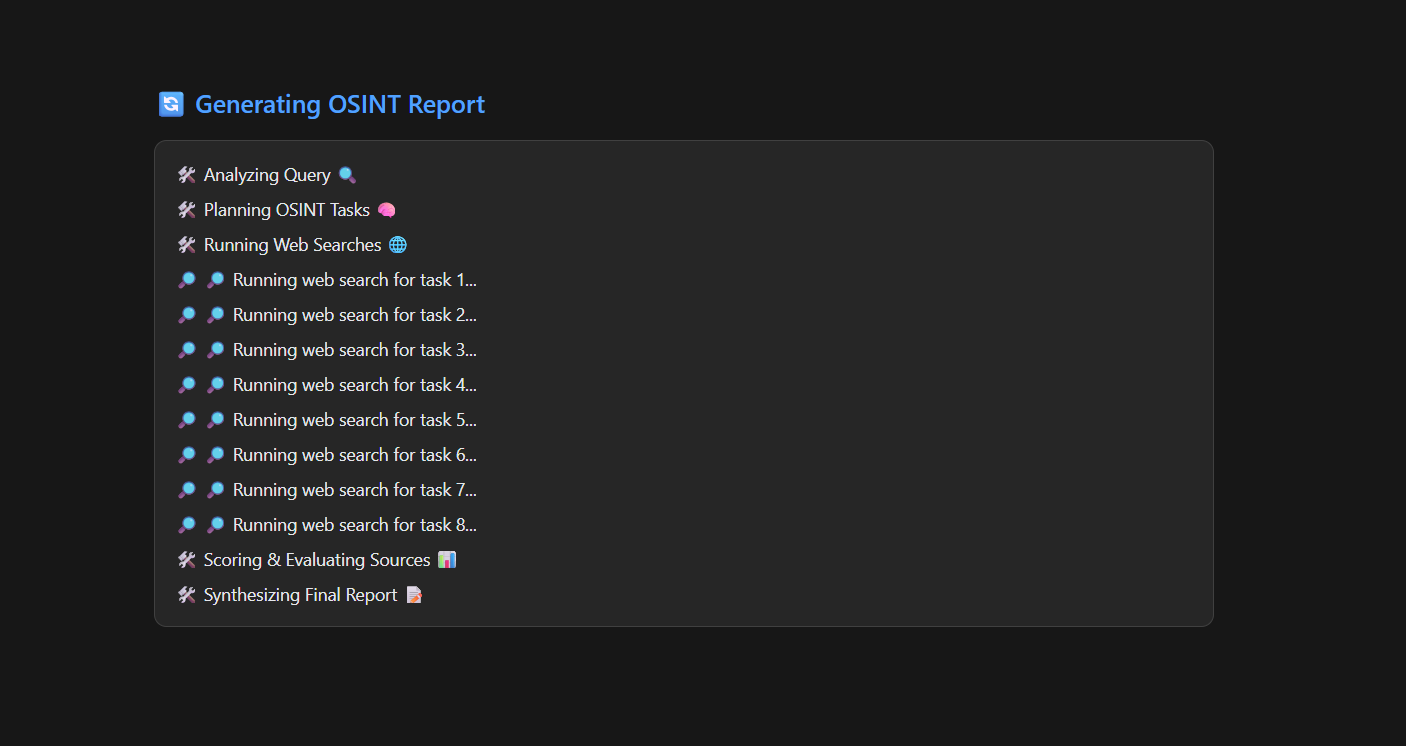 Generating OSINT Report
Analyzing Query
Planning OSINT Tasks
Running Web Searches
Running web search for task 1...
Running web search for task 2...
Running web search for task 3...
Running web search for task 4...
Running web search for task 5...
Running web search for task 6...
Running web search for task 7...
Running web search for task 8...
Scoring & Evaluating Sources
Synthesizing Final Report